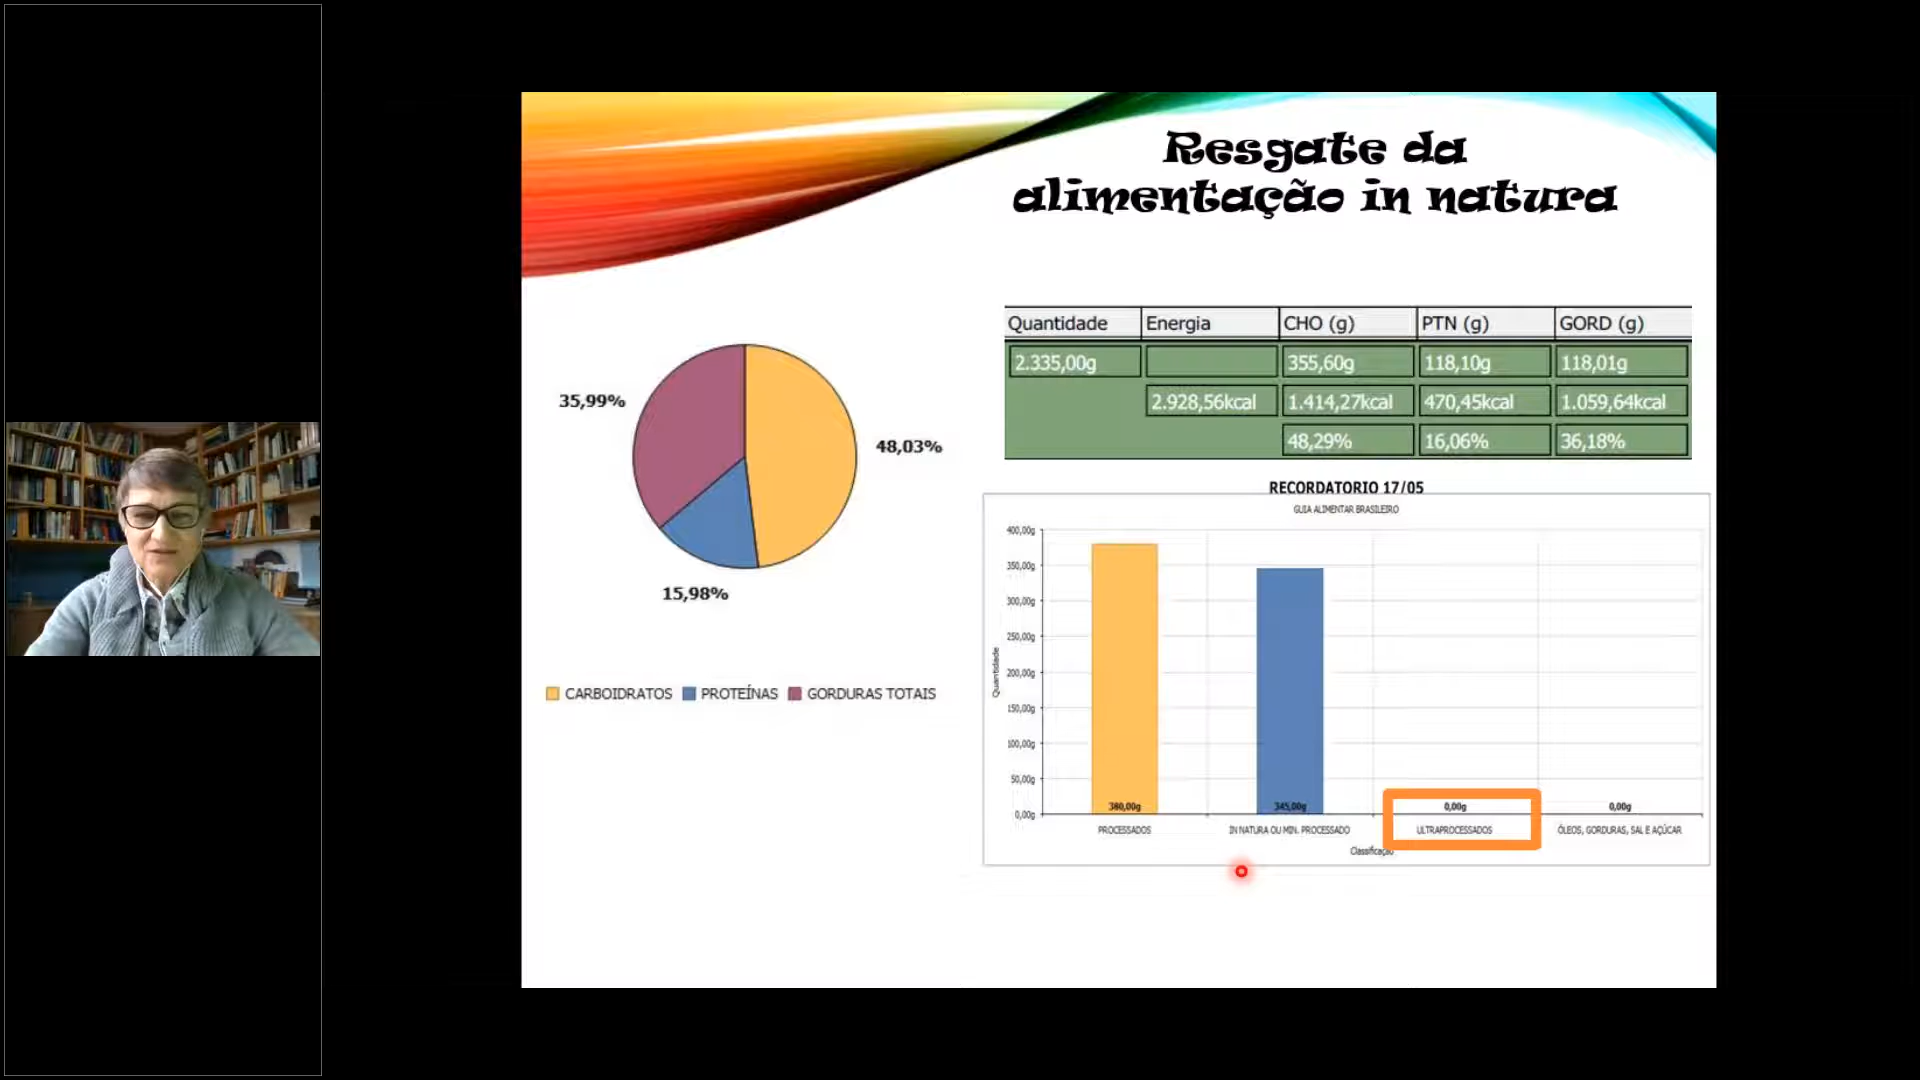 Resgate da
alimentação in natura
35,99%
48,03%
15,98%
CARBOIDRATOS PROTEÍNAS GORDURAS TOTAIS
Quantidade Energia CHO (g) PTN (g) GORD (g)
2.335,00g 355,60g 118,10g 118,01g
2.928,56kcal 1.414,27kcal 470,45kcal 1.059,64kcal
48,29% 16,06% 36,18%
RECORDATORIO 17/05
GUIA ALIMENTAR BRASILEIRO
Quantidade
400,00g
350,00g
300,00g
250,00g
200,00g
150,00g
100,00g
50,00g
0,00g
380,00g 345,00g 0,00g 0,00g
PROCESSADOS IN NATURA OU MIN. PROCESSADO ULTRAPROCESSADOS ÓLEOS, GORDURAS, SAL E AÇÚCAR
Classificação